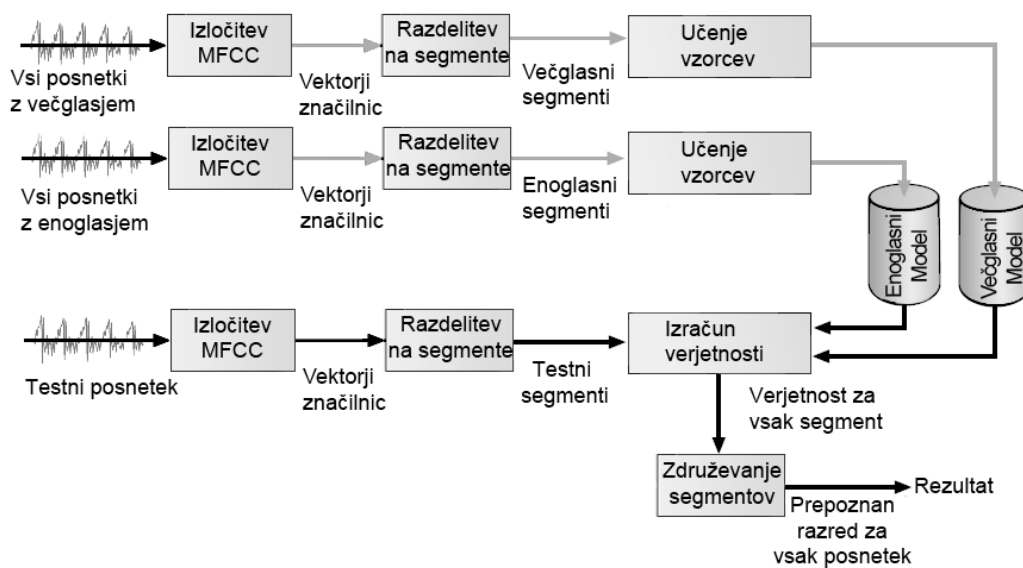 Izločitev
MFCC
Razdelitev
na segmente
Učenje
vzorcev
Vsi posnetki
z večglasjem
Vektorji
značilnic
Večglasni
segmenti
Izločitev
MFCC
Razdelitev
na segmente
Učenje
vzorcev
Vsi posnetki
z enoglasjem
Vektorji
značilnic
Enoglasni
segmenti
Enoglasni
Model
Večglasni
Model
Izločitev
MFCC
Razdelitev
na segmente
Izračun
verjetnosti
Testni posnetek
Vektorji
značilnic
Testni
segmenti
Verjetnost za
vsak segment
Združevanje
segmentov
Rezultat
Prepoznan
razred za
vsak posnetek